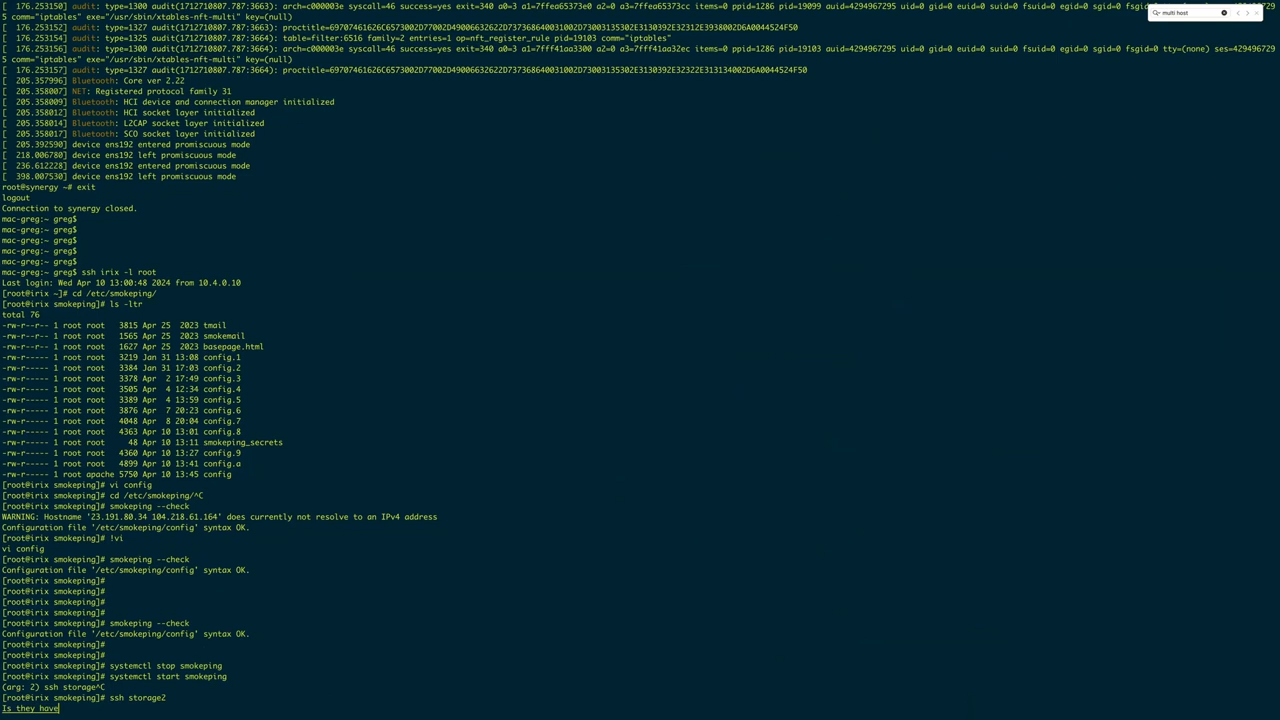 [  176.253150] audit: type=1300 audit(1712710807.787:3663): arch=c000003e syscall=46 success=yes exit=340 a0=3 a1=7ffea65373e0 a2=0 a3=7ffea65373cc items=0 ppid=1286 pid=19099 auid=4294967295 uid=0 gid=0 euid=0 suid=0 fsuid=0 egid=0 sgid=0 fsgid=0 tty=(none) ses=429496729
5 comm="iptables" exe="/usr/sbin/xtables-nft-multi" key=(null)
multi host
[  176.253151] audit: type=1327 audit(1712710807.787:3663): proctitle=69707461626C6573002D77002D49006632622D737368640031002D7300
[  176.253154] audit: type=1325 audit(1712710807.787:3664): table=filter:6516 family=2 entries=1 op=nft_register_rule pid=19103 comm="iptables"
[  176.253156] audit: type=1300 audit(1712710807.787:3664): arch=c000003e syscall=46 success=yes exit=340 a0=3 a1=7fff41aa3300 a2=0 a3=7fff41aa32ec items=0 ppid=1286 pid=19103 auid=4294967295 uid=0 gid=0 euid=0 suid=0 fsuid=0 egid=0 sgid=0 fsgid=0 tty=(none) ses=429496729
5 comm="iptables" exe="/usr/sbin/xtables-nft-multi" key=(null)
[  176.253157] audit: type=1327 audit(1712710807.787:3664): proctitle=69707461626C6573002D77002D49006632622D737368640031002D73003135302E3130392E32322E313134002D6A0044524F50
[  205.357996] Bluetooth: Core ver 2.22
[  205.358007] NET: Registered protocol family 31
[  205.358009] Bluetooth: HCI device and connection manager initialized
[  205.358012] Bluetooth: HCI socket layer initialized
[  205.358014] Bluetooth: L2CAP socket layer initialized
[  205.358017] Bluetooth: SCO socket layer initialized
[  205.392590] device ens192 entered promiscuous mode
[  218.006780] device ens192 left promiscuous mode
[  236.612228] device ens192 entered promiscuous mode
[  398.007530] device ens192 left promiscuous mode
root@synergy ~# exit
logout
Connection to synergy closed.
mac-greg:~ greg$
mac-greg:~ greg$
mac-greg:~ greg$
mac-greg:~ greg$
mac-greg:~ greg$
mac-greg:~ greg$ ssh irix -l root
Last login: Wed Apr 10 13:00:48 2024 from 10.4.0.10
[root@irix ~]# cd /etc/smokeping/
[root@irix smokeping]# ls -ltr
total 76
-rw-r--r-- 1 root root   3815 Apr 25  2023 tmail
-rw-r--r-- 1 root root   1565 Apr 25  2023 smokemail
-rw-r--r-- 1 root root   1627 Apr 25  2023 basepage.html
-rw-r----- 1 root root   3219 Jan 31 13:08 config.1
-rw-r----- 1 root root   3384 Jan 31 17:03 config.2
-rw-r----- 1 root root   3378 Apr  2 17:49 config.3
-rw-r----- 1 root root   3505 Apr  4 12:34 config.4
-rw-r----- 1 root root   3389 Apr  4 13:59 config.5
-rw-r----- 1 root root   3876 Apr  7 20:23 config.6
-rw-r----- 1 root root   4048 Apr  8 20:04 config.7
-rw-r----- 1 root root   4363 Apr 10 13:01 config.8
-rw-r----- 1 root root     48 Apr 10 13:11 smokeping_secrets
-rw-r----- 1 root root   4360 Apr 10 13:27 config.9
-rw-r----- 1 root root   4899 Apr 10 13:41 config.a
-rw-r----- 1 root apache 5750 Apr 10 13:45 config
[root@irix smokeping]# vi config
[root@irix smokeping]# cd /etc/smokeping/^C
[root@irix smokeping]# smokeping --check
WARNING: Hostname '23.191.80.34 104.218.61.164' does currently not resolve to an IPv4 address
Configuration file '/etc/smokeping/config' syntax OK.
[root@irix smokeping]# !vi
vi config
[root@irix smokeping]# smokeping --check
Configuration file '/etc/smokeping/config' syntax OK.
[root@irix smokeping]#
[root@irix smokeping]#
[root@irix smokeping]#
[root@irix smokeping]#
[root@irix smokeping]# smokeping --check
Configuration file '/etc/smokeping/config' syntax OK.
[root@irix smokeping]#
[root@irix smokeping]#
[root@irix smokeping]# systemctl stop smokeping
[root@irix smokeping]# systemctl start smokeping
(arg: 2) ssh storage^C
[root@irix smokeping]# ssh storage2
Is they have